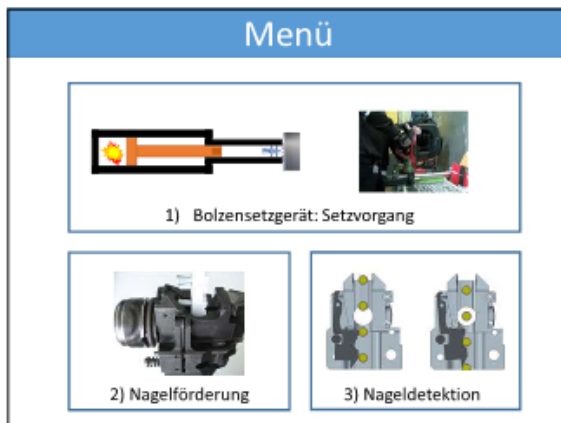 Menü
1) Bolzensetzgerät: Setzvorgang
2) Nagelförderung
3) Nageldetektion